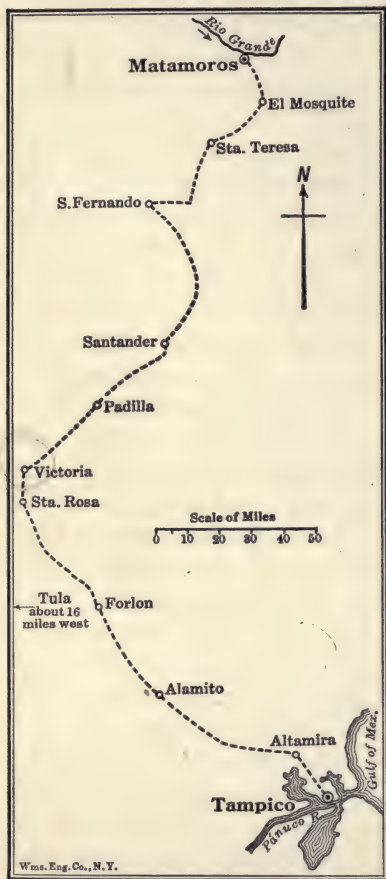 Rio Grande
Matamoros
El Mosquite
Sta. Teresa
N
S. Fernando
Santander
Padilla
Victoria
Sta. Rosa
Scale of Miles
0 10 20 30 40 50
Tula
about 16
miles west
Forlon
Alamito
Altamira
Gulf of Mex.
Tampico
Pánuco R.
Wms. Eng. Co., N.Y.